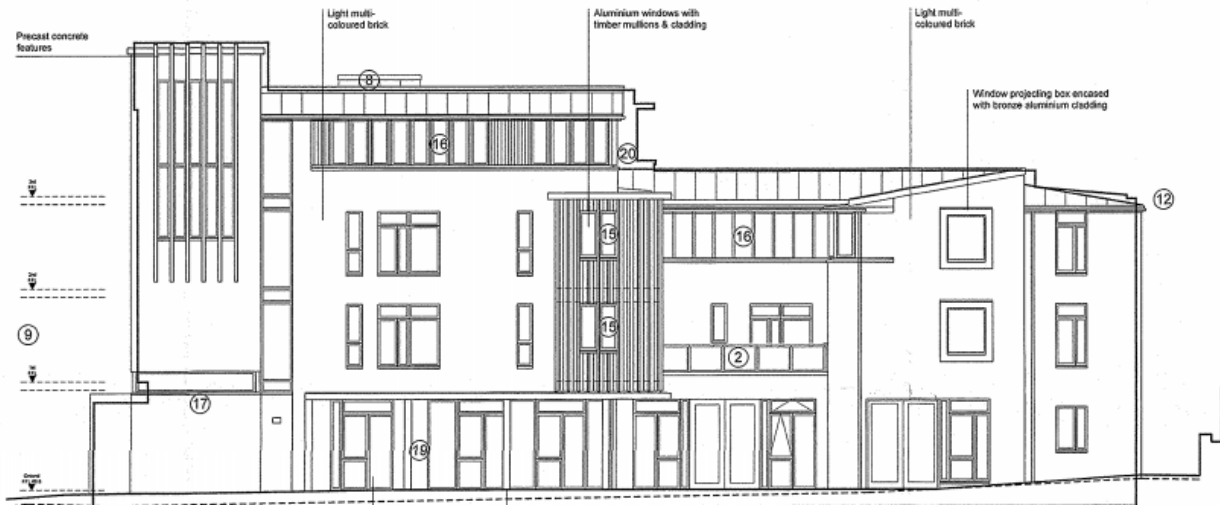 Light multi-
coloured brick
Aluminium windows with
timber mullions & cladding
Light multi-
coloured brick
Precast concrete
features
Window projecting box encased
with bronze aluminium cladding
8
16
20
12
15
16
9
15
2
17
19